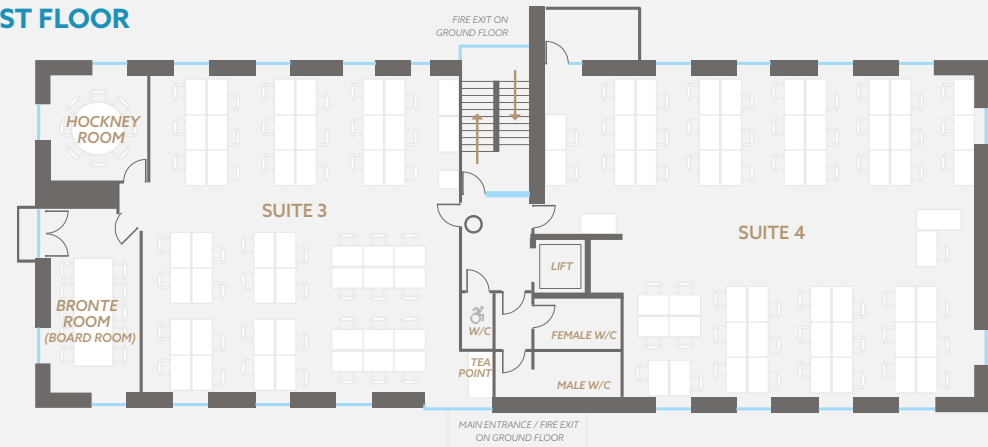 ST FLOOR
FIRE EXIT ON
GROUND FLOOR
HOCKNEY
ROOM
SUITE 3
SUITE 4
LIFT
BRONTE
ROOM
(BOARD ROOM)
W/C
FEMALE W/C
TEA
POINT
MALE W/C
MAIN ENTRANCE / FIRE EXIT
ON GROUND FLOOR